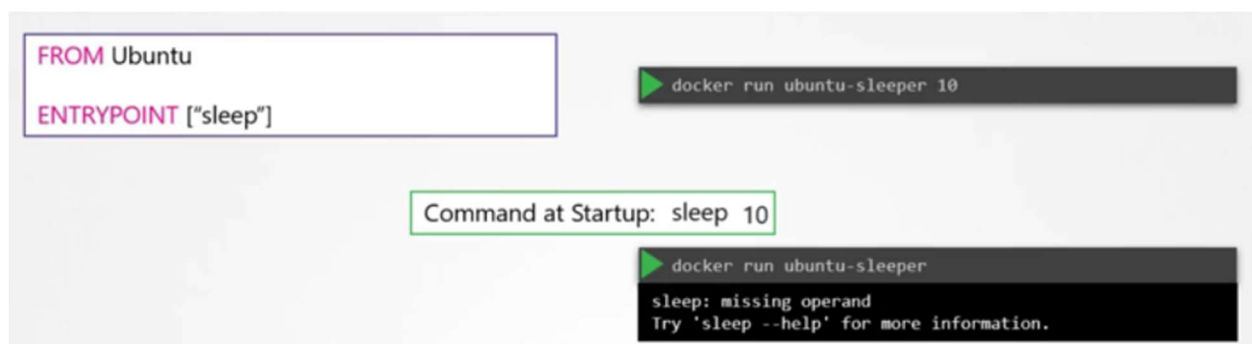 FROM Ubuntu
ENTRYPOINT ["sleep"]
docker run ubuntu-sleeper 10
Command at Startup: sleep 10
docker run ubuntu-sleeper
sleep: missing operand
Try 'sleep --help' for more information.